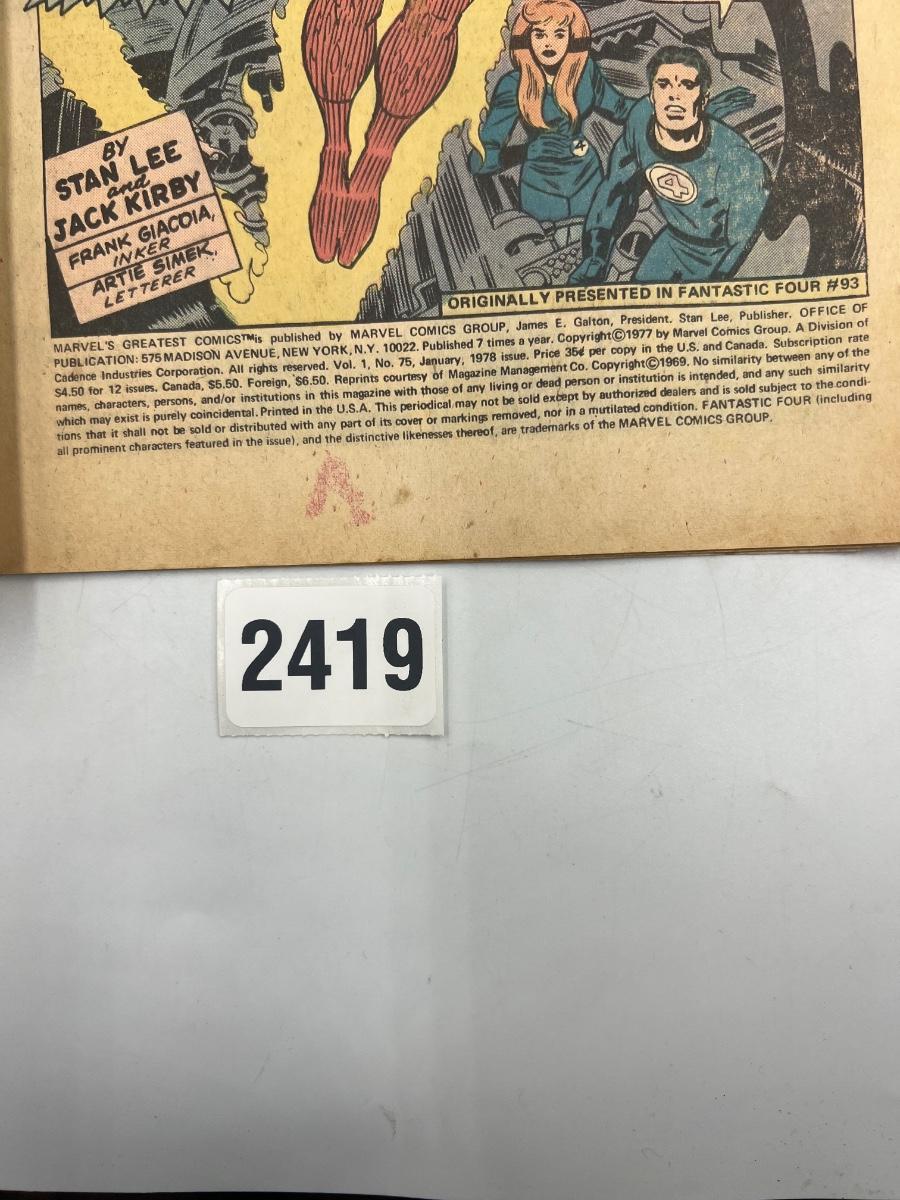 BY
STAN LEE
and
JACK KIRBY
FRANK GIACOIA,
INKER
ARTIE SIMEK,
LETTERER
4
4
ORIGINALLY PRESENTED IN FANTASTIC FOUR #93
MARVEL'S GREATEST COMICS™is published by MARVEL COMICS GROUP, James E. Galton, President. Stan Lee, Publisher. OFFICE OF
PUBLICATION: 575 MADISON AVENUE, NEW YORK, N.Y. 10022. Published 7 times a year. Copyright©1977 by Marvel Comics Group. A Division of
Cadence Industries Corporation. All rights reserved. Vol. 1, No. 75, January, 1978 issue. Price 35¢ per copy in the U.S. and Canada. Subscription rate
$4.50 for 12 issues. Canada, $5.50. Foreign, $6.50. Reprints courtesy of Magazine Management Co. Copyright©1969. No similarity between any of the
names, characters, persons, and/or institutions in this magazine with those of any living or dead person or institution is intended, and any such similarity
which may exist is purely coincidental. Printed in the U.S.A. This periodical may not be sold except by authorized dealers and is sold subject to the condi-
tions that it shall not be sold or distributed with any part of its cover or markings removed, nor in a mutilated condition. FANTASTIC FOUR (including
all prominent characters featured in the issue), and the distinctive likenesses thereof, are trademarks of the MARVEL COMICS GROUP.
2419